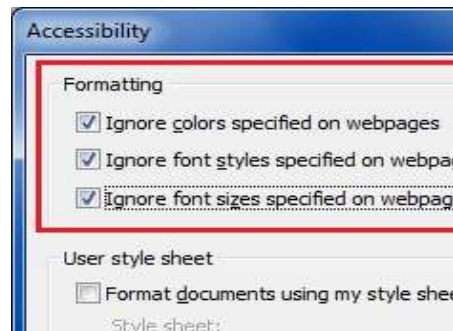 Accessibility
Formatting
Ignore colors specified on webpages
Ignore font styles specified on webpa
Ignore font sizes specified on webpag
User style sheet
Format documents using my style shee
Style sheet: